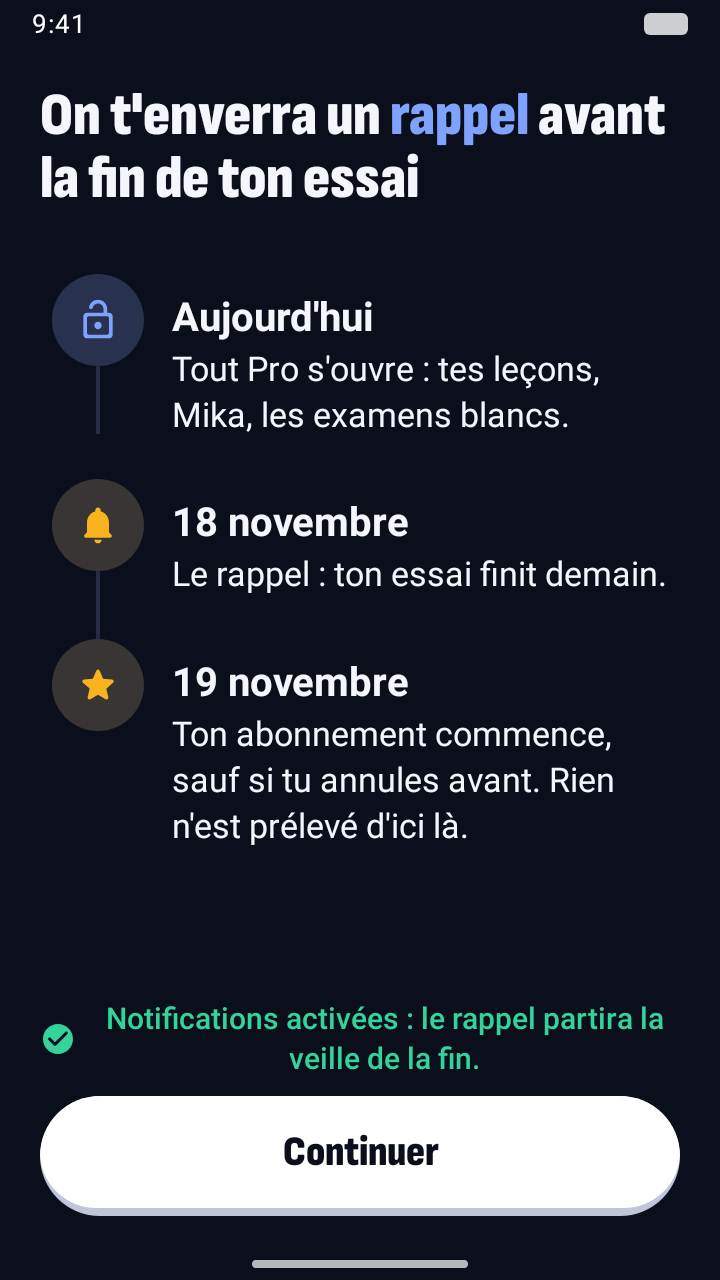 9:41
On t'enverra un rappel avant
la fin de ton essai
Aujourd'hui
Tout Pro s'ouvre : tes leçons,
Mika, les examens blancs.
18 novembre
Le rappel : ton essai finit demain.
19 novembre
Ton abonnement commence,
sauf si tu annules avant. Rien
n'est prélevé d'ici là.
Notifications activées : le rappel partira la
veille de la fin.
Continuer